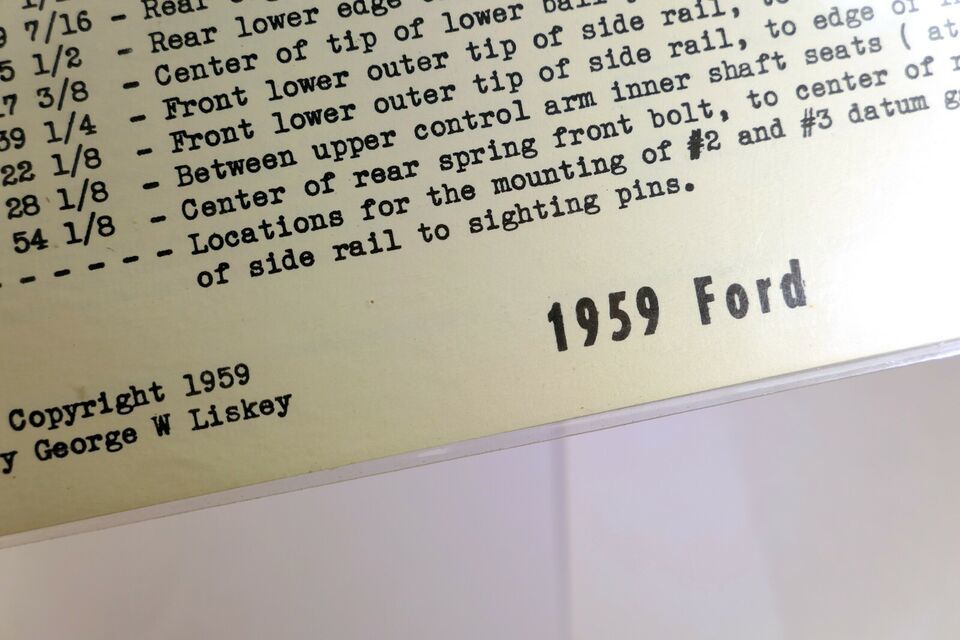 7/16 - Rear
1/2 - Rear lower edge
3/8 - Center of tip of lower ball
39 1/4 - Front lower outer tip of side rail,
22 1/8 - Front lower outer tip of side rail, to edge of
28 1/8 - Between upper control arm inner shaft seats ( at
54 1/8 - Center of rear spring front bolt, to center of
- - - - - - Locations for the mounting of #2 and #3 datum
of side rail to sighting pins.
1959 Ford
Copyright 1959
y George W Liskey